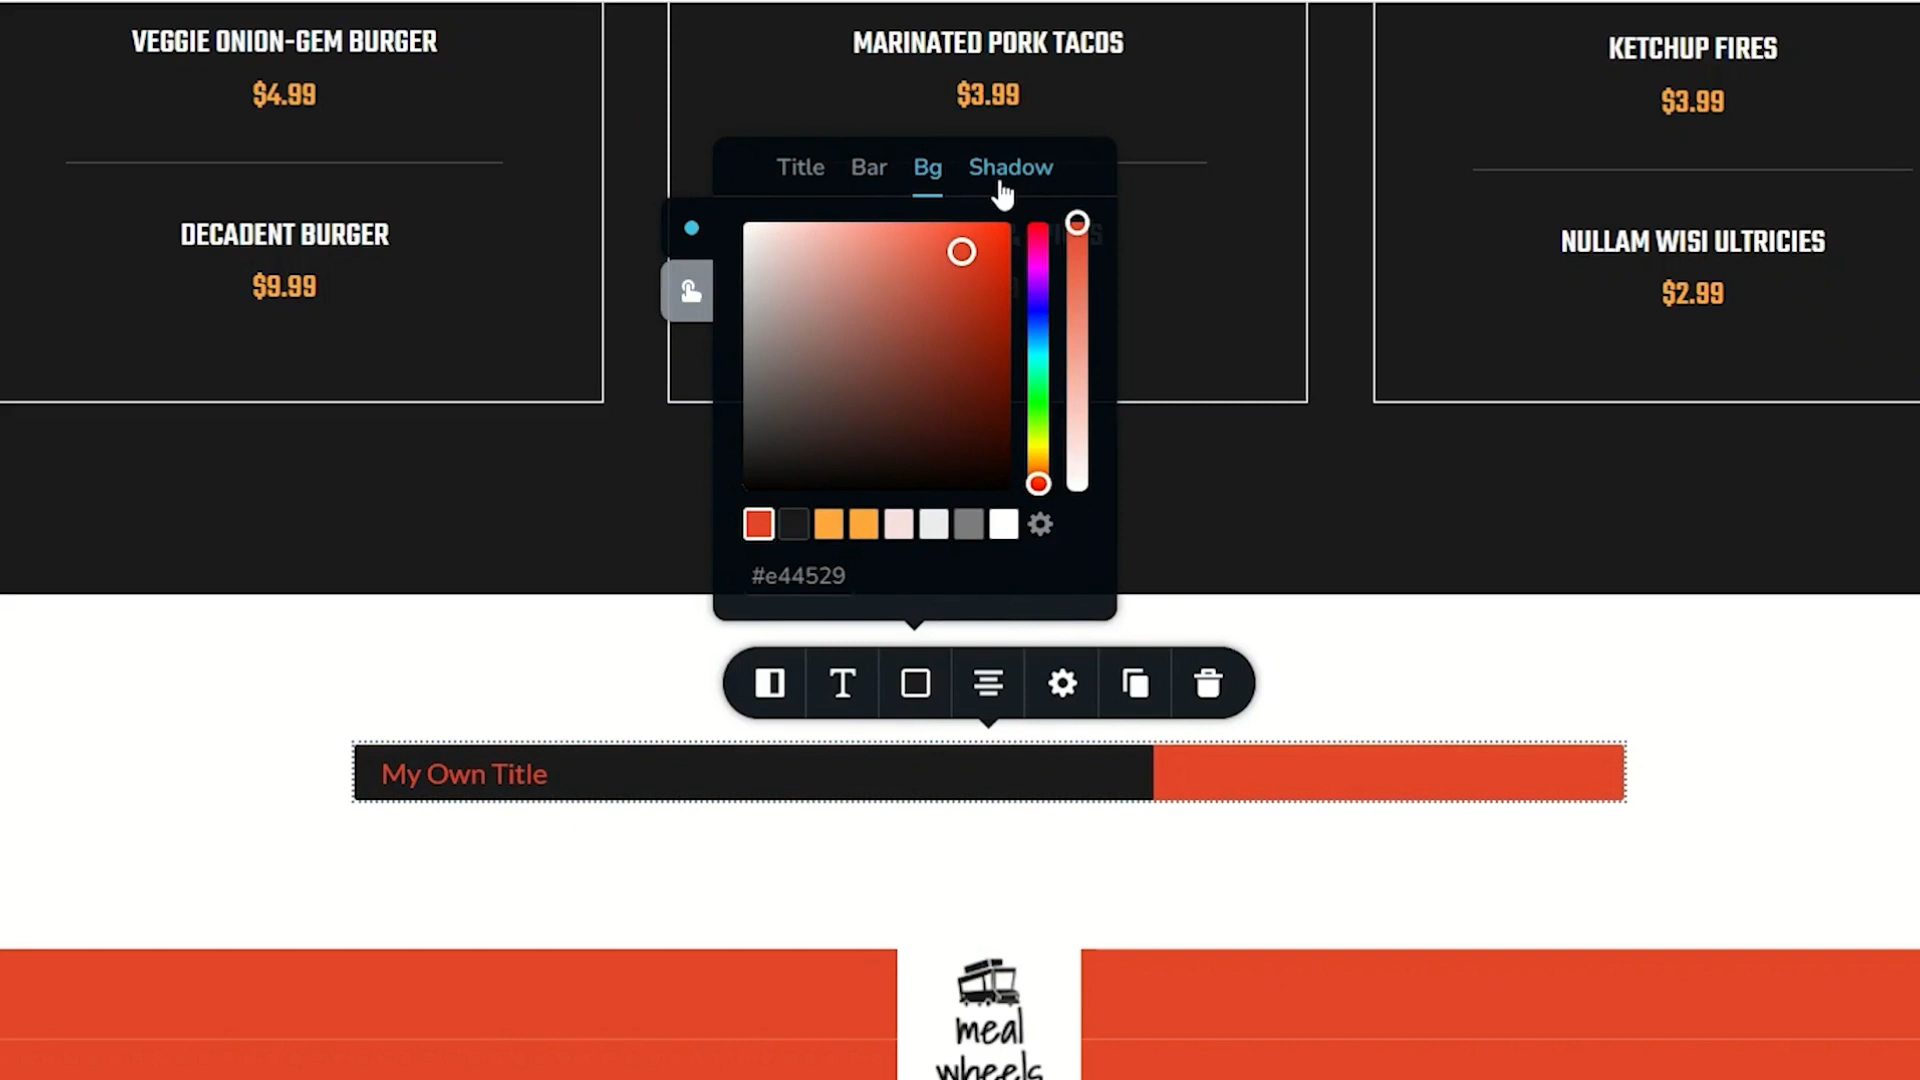 VEGGIE ONION-GEM BURGER
$4.99
DECADENT BURGER
$9.99
MARINATED PORK TACOS
$3.99
KETCHUP FIRES
$3.99
NULLAM WISI ULTRICIES
$2.99
Title Bar Bg Shadow
#e44529
T
My Own Title
meal
wheels